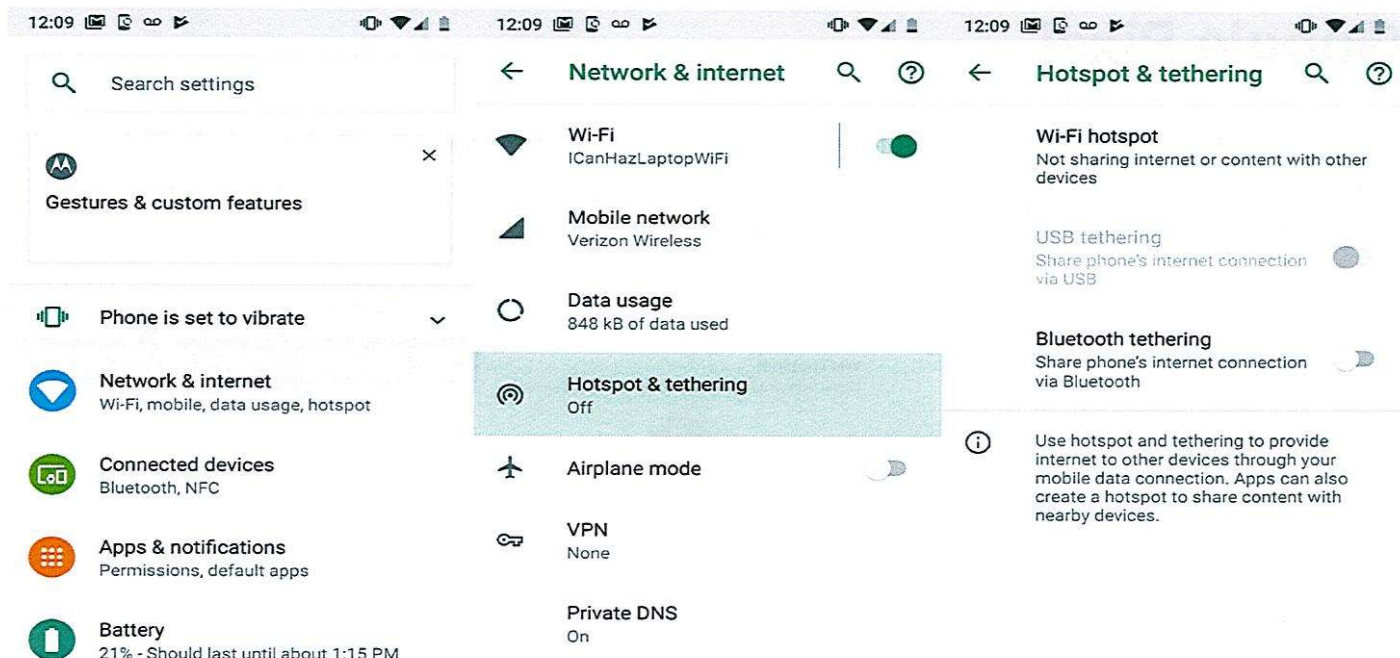 12:09
Search settings
Gestures & custom features
Phone is set to vibrate
Network & internet
Wi-Fi, mobile, data usage, hotspot
Connected devices
Bluetooth, NFC
Apps & notifications
Permissions, default apps
Battery
21% - Should last until about 1:15 PM
12:09
Network & internet
Wi-Fi
ICanHazLaptopWiFi
Mobile network
Verizon Wireless
Data usage
848 kB of data used
Hotspot & tethering
Off
Airplane mode
VPN
None
Private DNS
On
12:09
Hotspot & tethering
Wi-Fi hotspot
Not sharing internet or content with other
devices
USB tethering
Share phone's internet connection
via USB
Bluetooth tethering
Share phone's internet connection
via Bluetooth
Use hotspot and tethering to provide
internet to other devices through your
mobile data connection. Apps can also
create a hotspot to share content with
nearby devices.